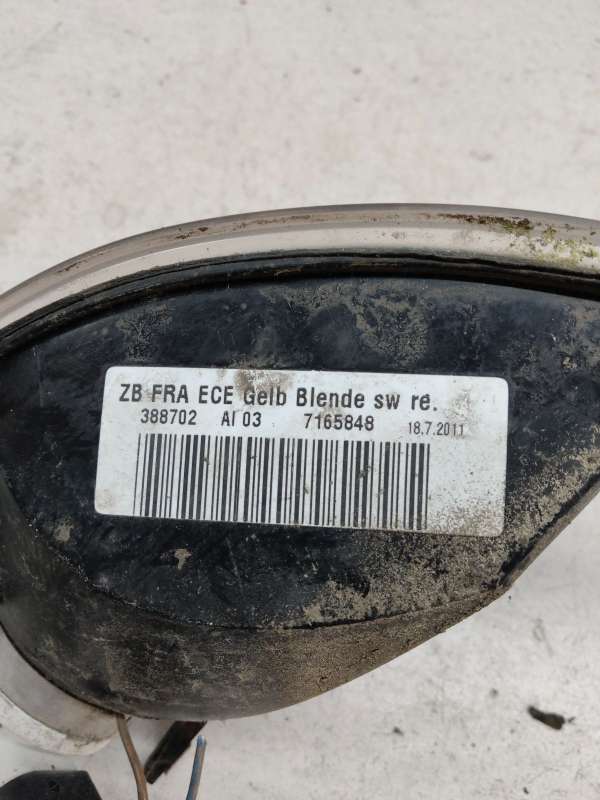 ZB FRA ECE Gelb Blende sw re.
388702 AI 03 7165848 18.7.2011